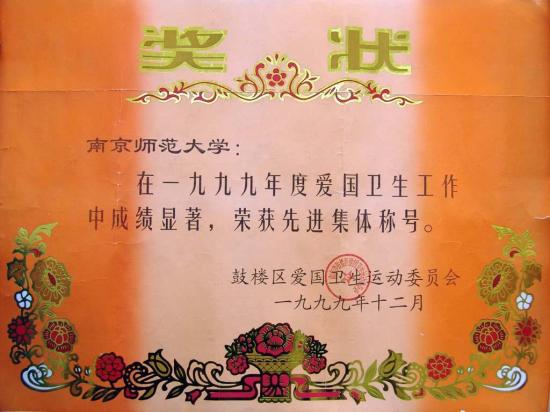 奖状
南京师范大学：
在一九九九年度爱国卫生工作
中成绩显著，荣获先进集体称号。
鼓楼区爱国卫生运动委员会
一九九九年十二月